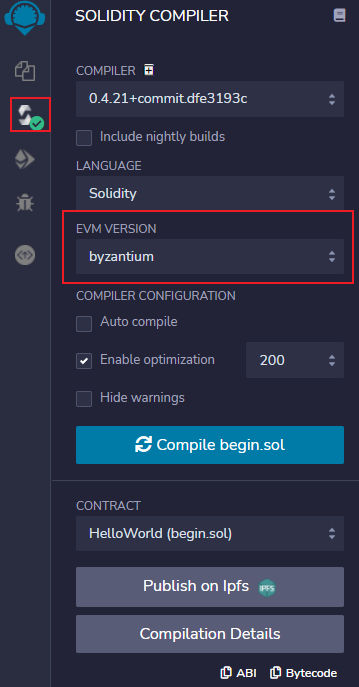 SOLIDITY COMPILER
COMPILER
0.4.21+commit.dfe3193c
Include nightly builds
LANGUAGE
Solidity
EVM VERSION
byzantium
COMPILER CONFIGURATION
Auto compile
Enable optimization 200
Hide warnings
Compile begin.sol
CONTRACT
HelloWorld (begin.sol)
Publish on Ipfs IPFS
Compilation Details
ABI Bytecode